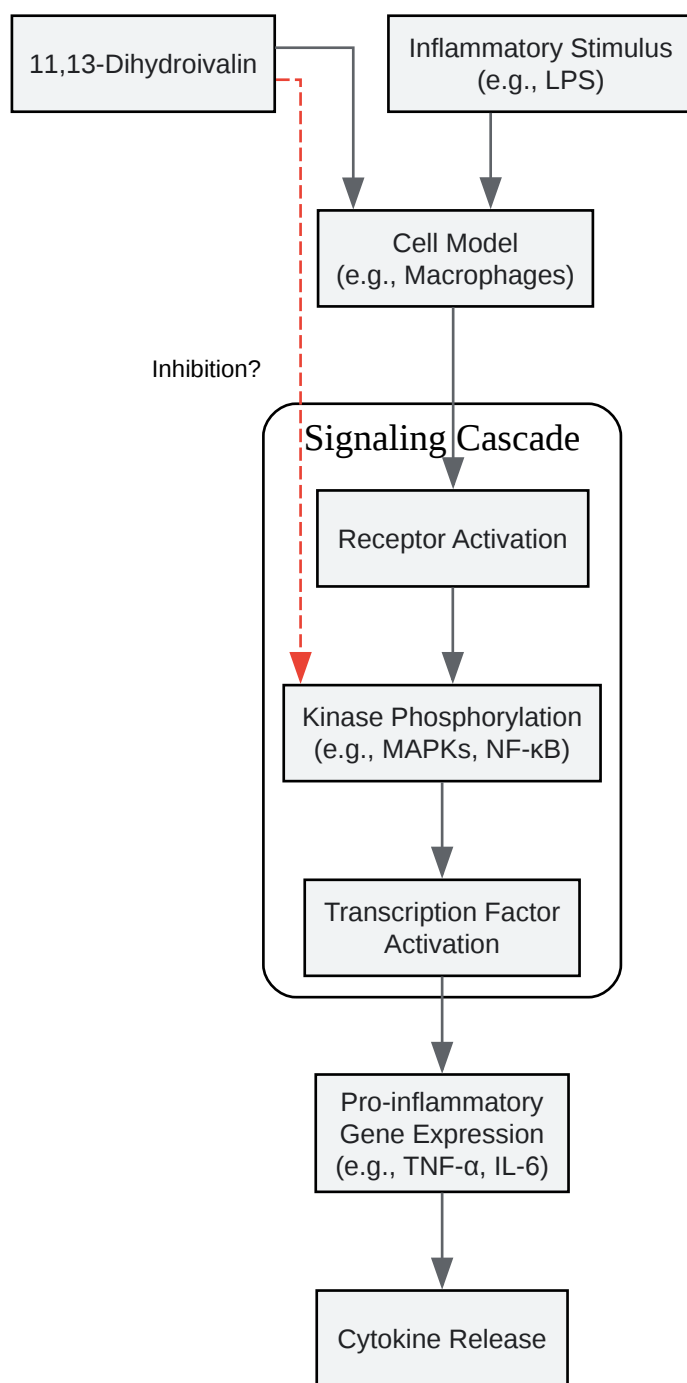 11,13-Dihydroivalin
Inflammatory Stimulus
(e.g., LPS)
Cell Model
(e.g., Macrophages)
Inhibition?
Signaling Cascade
Receptor Activation
Kinase Phosphorylation
(e.g., MAPKs, NF-κB)
Transcription Factor
Activation
Pro-inflammatory
Gene Expression
(e.g., TNF-α, IL-6)
Cytokine Release